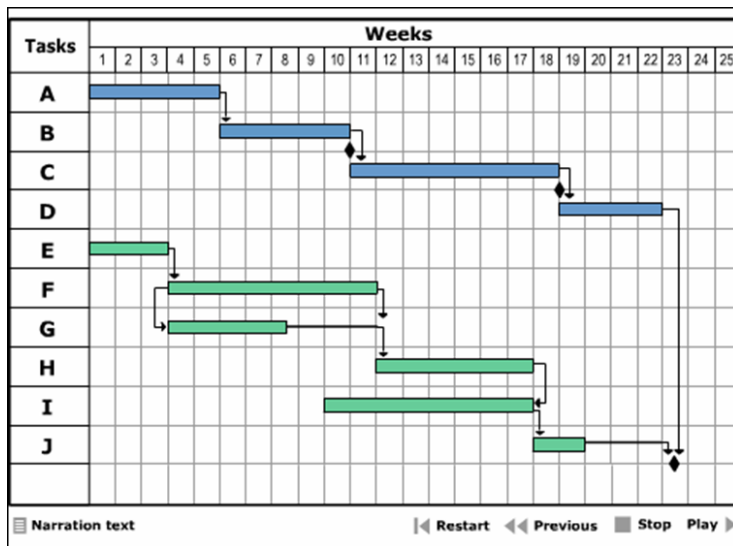 Tasks
Weeks
1 2 3 4 5 6 7 8 9 10 11 12 13 14 15 16 17 18 19 20 21 22 23 24 25
A
B
C
D
E
F
G
H
I
J
Narration text Restart Previous Stop Play